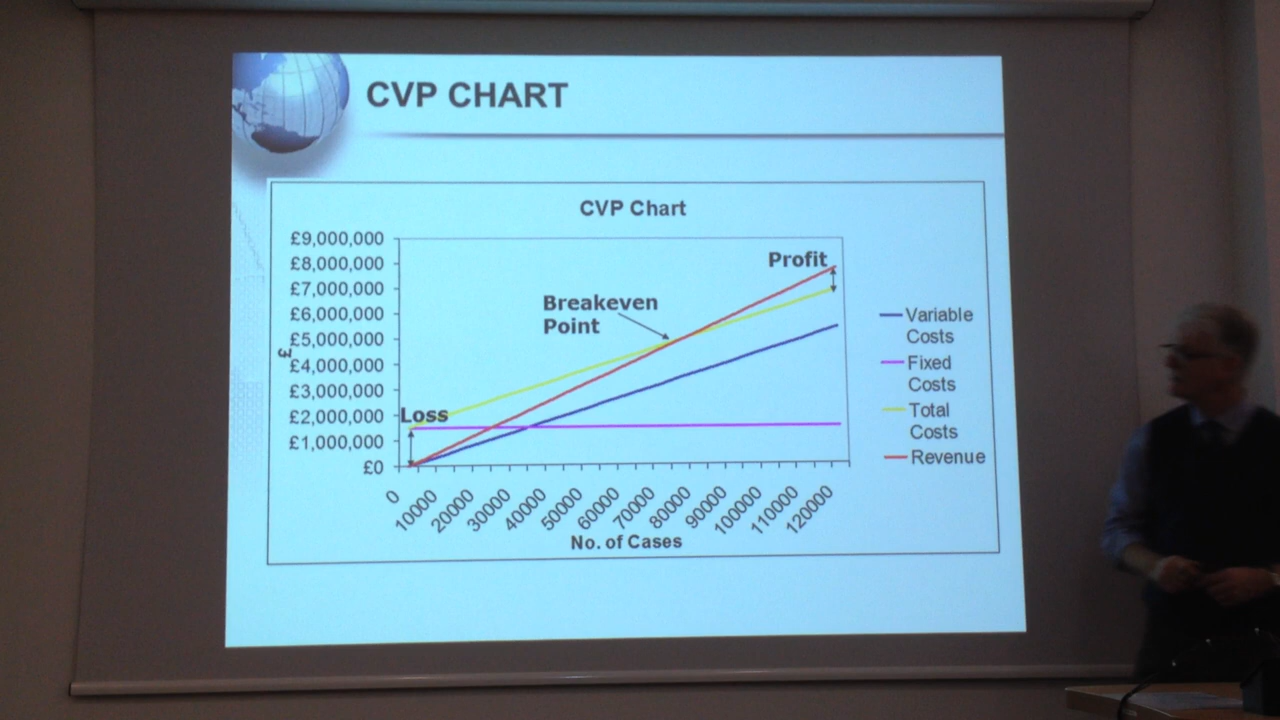 CVP CHART
CVP Chart
£9,000,000
£8,000,000
£7,000,000
£6,000,000
£5,000,000
£4,000,000
£3,000,000
£2,000,000
£1,000,000
£0
£
Profit
Breakeven
Point
Loss
0
10000
20000
30000
40000
50000
60000
70000
80000
90000
100000
110000
120000
No. of Cases
Variable
Costs
Fixed
Costs
Total
Costs
Revenue